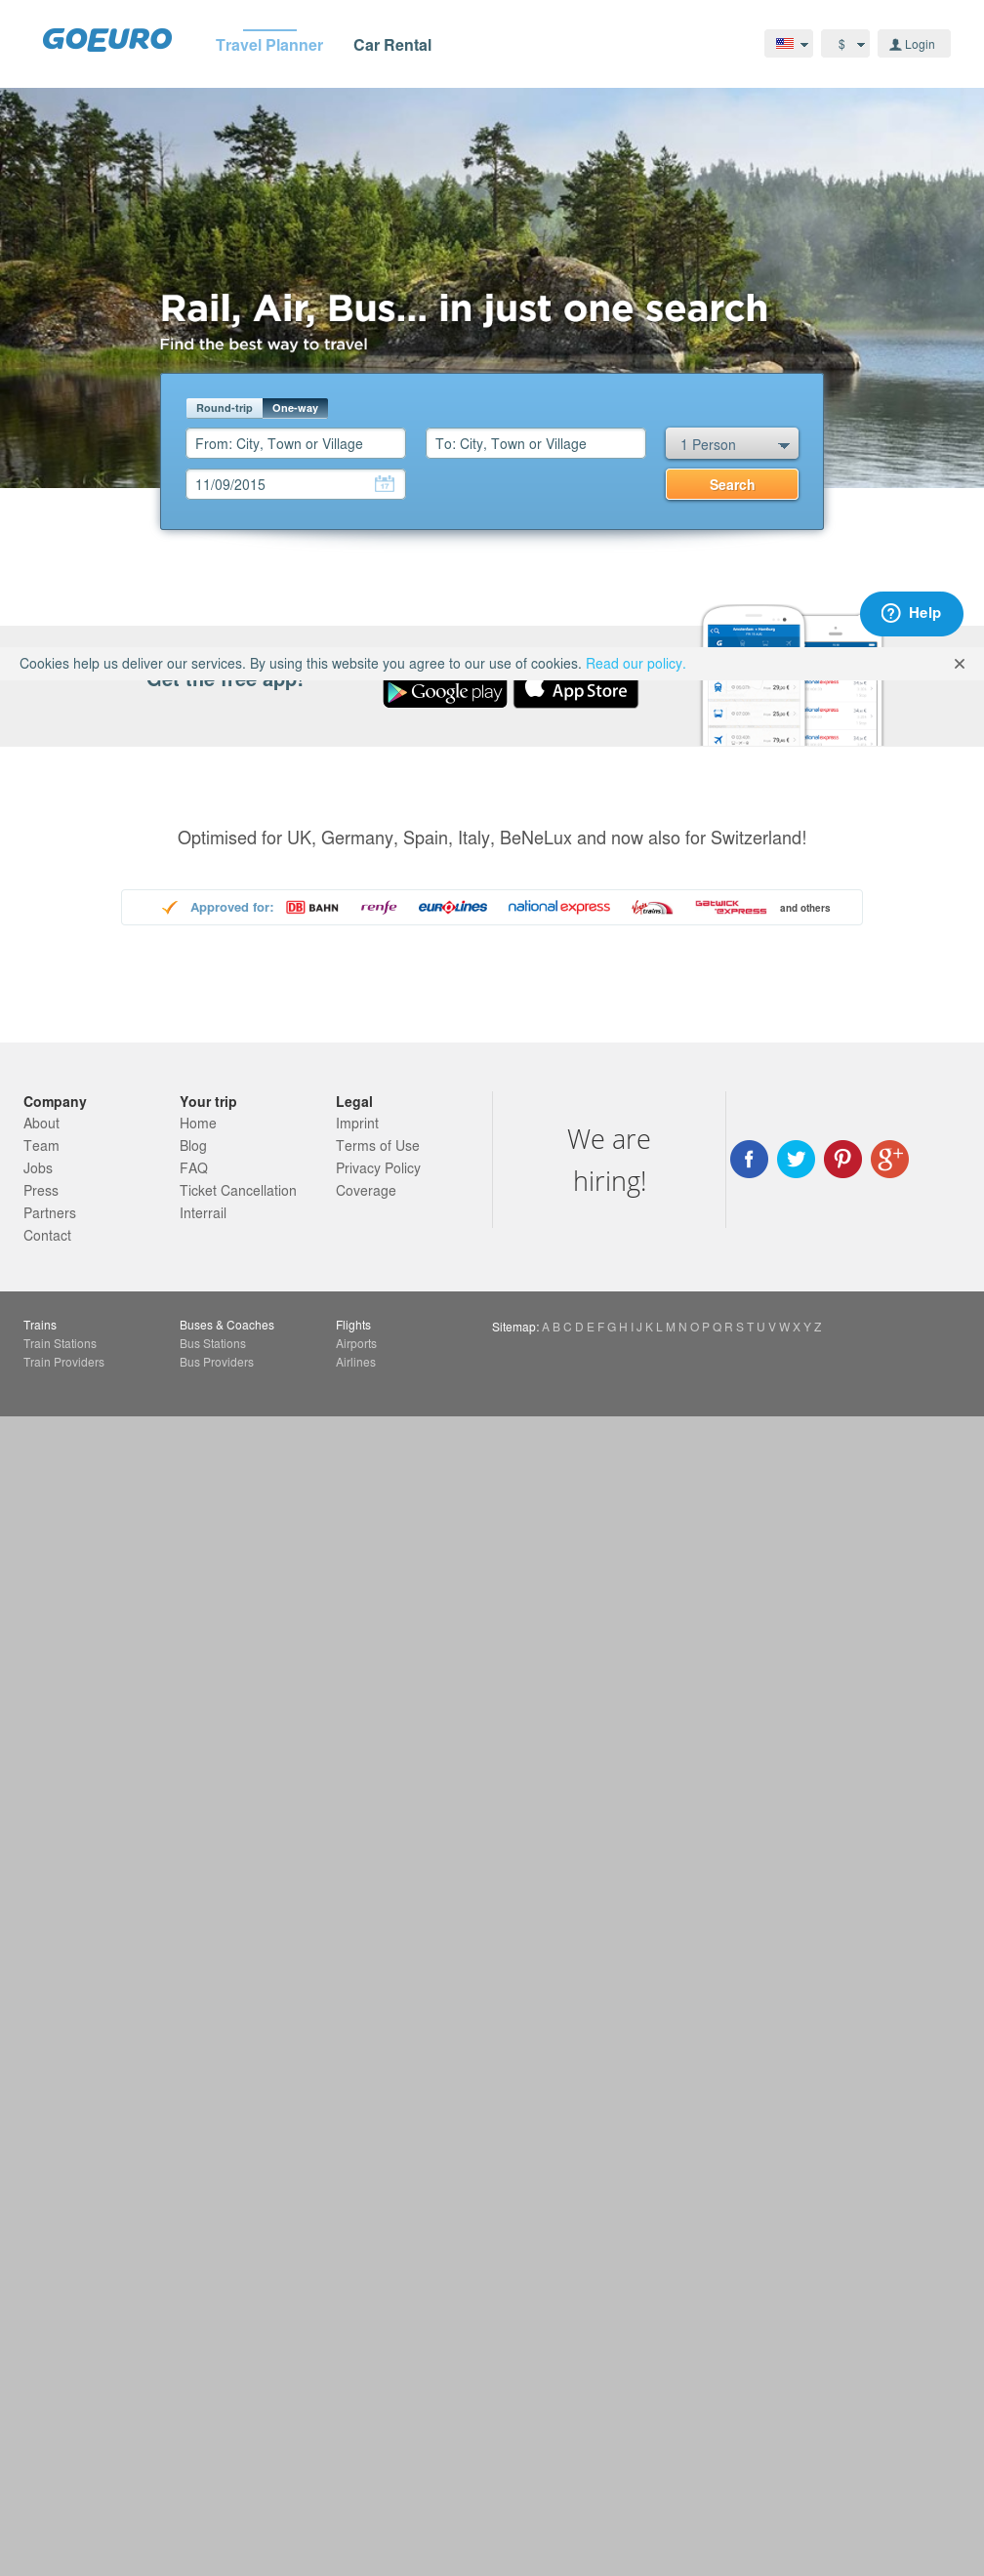 GOEURO
Travel Planner Car Rental
$ Login
Rail, Air, Bus... in just one search
Find the best way to travel
Round-trip One-way
From: City, Town or Village To: City, Town or Village 1 Person
11/09/2015 17 Search
Help
Cookies help us deliver our services. By using this website you agree to our use of cookies. Read our policy.
Get the free app!
Google play App Store
Optimised for UK, Germany, Spain, Italy, BeNeLux and now also for Switzerland!
Approved for: DB BAHN renfe eurolines national express Virgin trains GATWICK EXPRESS and others
Company
About
Team
Jobs
Press
Partners
Contact
Your trip
Home
Blog
FAQ
Ticket Cancellation
Interrail
Legal
Imprint
Terms of Use
Privacy Policy
Coverage
We are
hiring!
Trains
Train Stations
Train Providers
Buses & Coaches
Bus Stations
Bus Providers
Flights
Airports
Airlines
Sitemap: A B C D E F G H I J K L M N O P Q R S T U V W X Y Z